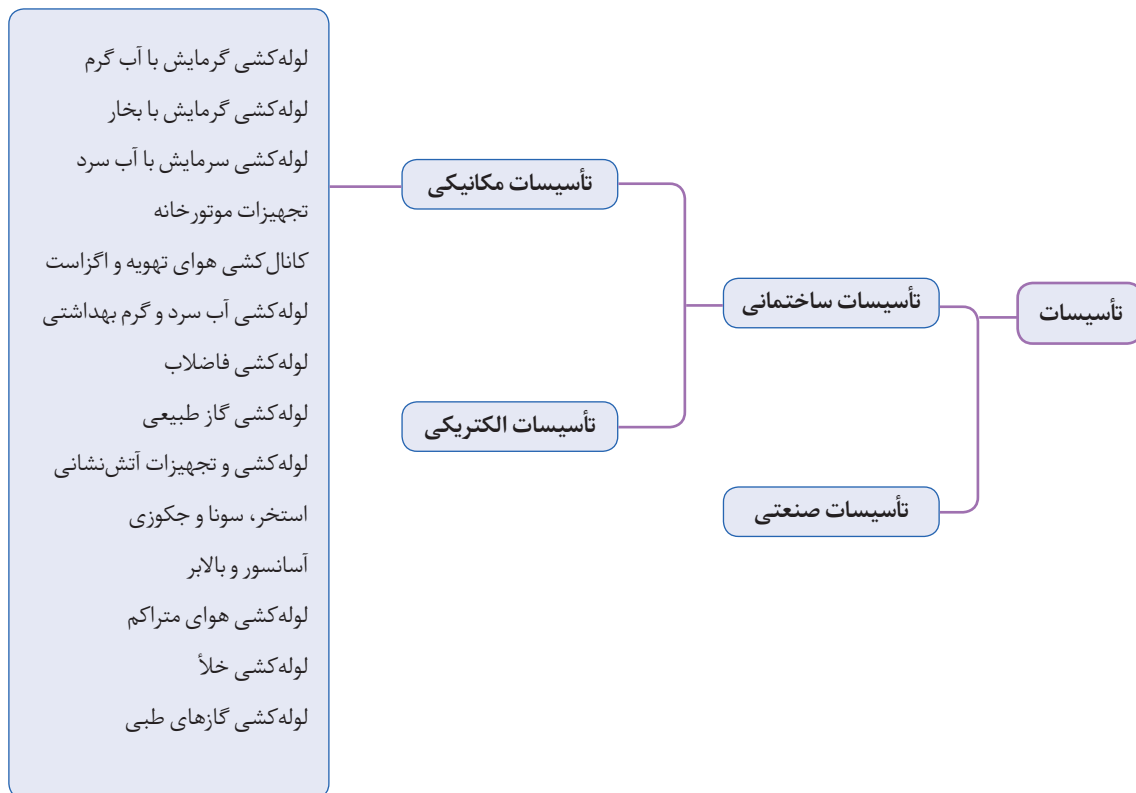 تأسیسات
تأسیسات ساختمانی
تأسیسات صنعتی
تأسیسات مکانیکی
تأسیسات الکتریکی
لوله‌کشی گرمایش با آب گرم
لوله‌کشی گرمایش با بخار
لوله‌کشی سرمایش با آب سرد
تجهیزات موتورخانه
کانال‌کشی هوای تهویه و اگزاست
لوله‌کشی آب سرد و گرم بهداشتی
لوله‌کشی فاضلاب
لوله‌کشی گاز طبیعی
لوله‌کشی و تجهیزات آتش‌نشانی
استخر، سونا و جکوزی
آسانسور و بالابر
لوله‌کشی هوای متراکم
لوله‌کشی خلأ
لوله‌کشی گازهای طبی